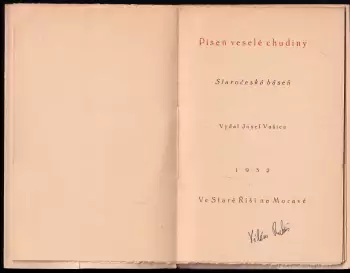 Píseň veselé chudiny
Staročeská báseň
Vydal Josef Vašica
1932
Ve Staré Říši na Moravě